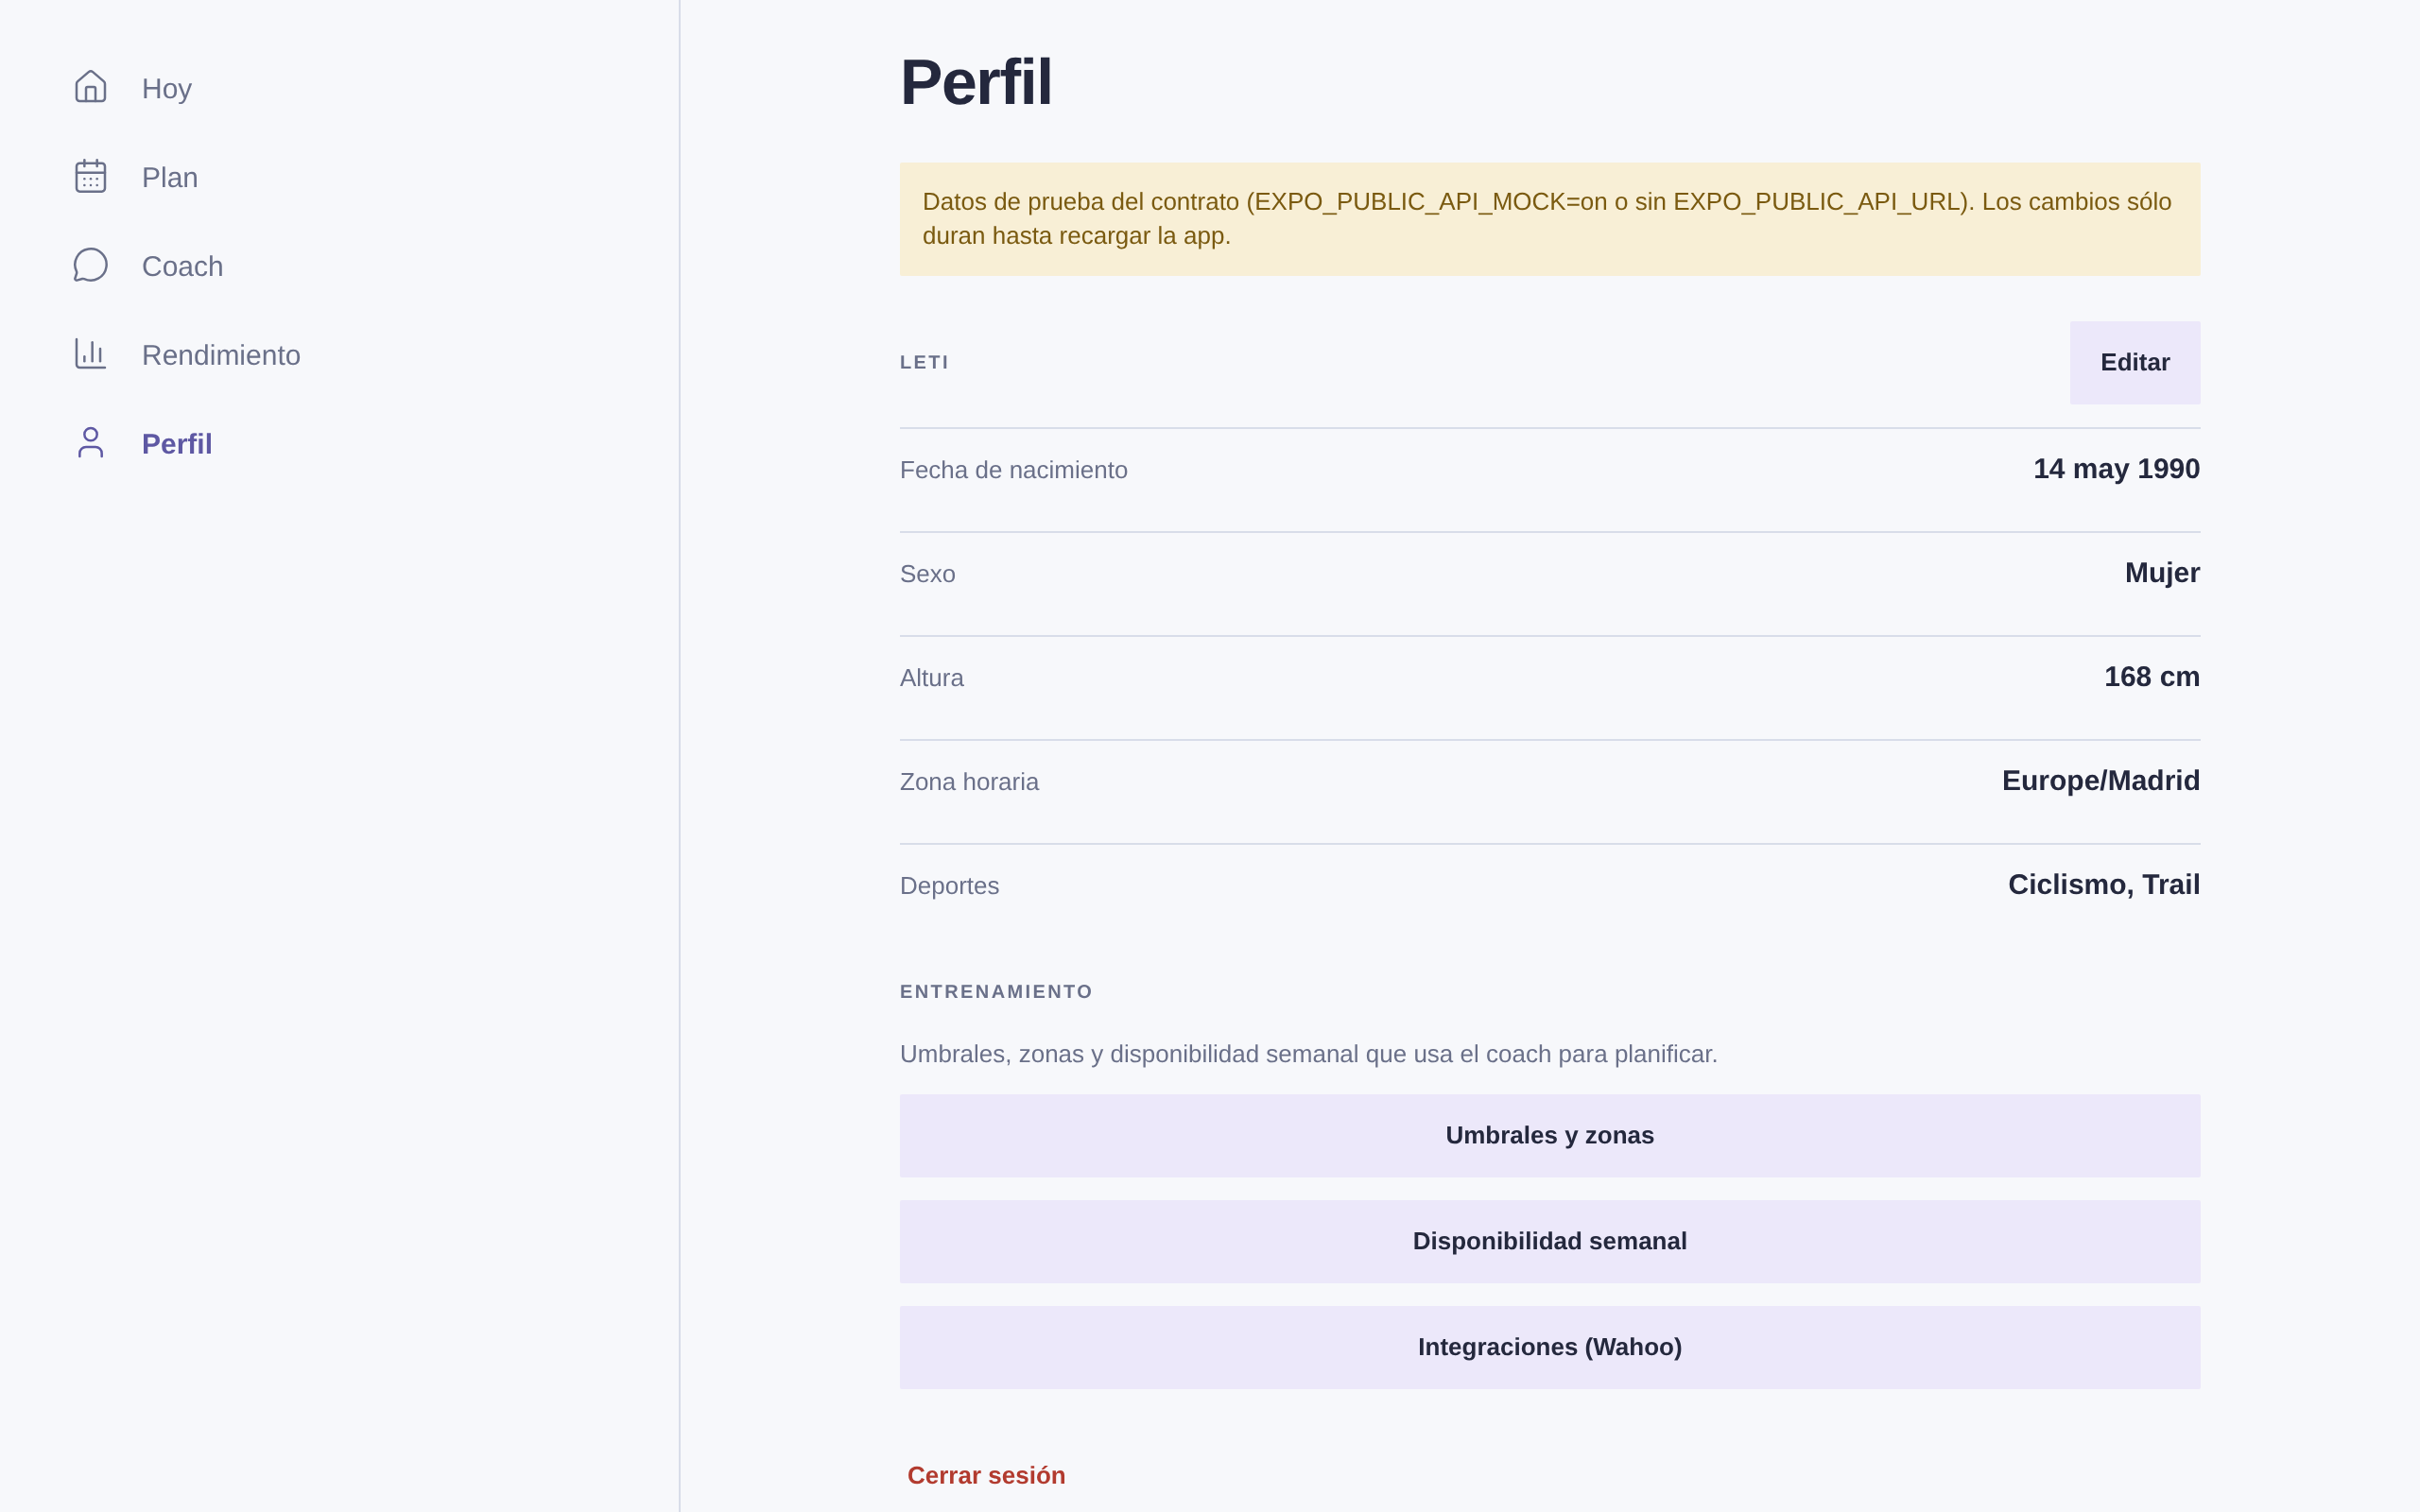 Hoy
Plan
Coach
Rendimiento
Perfil
Perfil
Datos de prueba del contrato (EXPO_PUBLIC_API_MOCK=on o sin EXPO_PUBLIC_API_URL). Los cambios sólo
duran hasta recargar la app.
LETI
Editar
Fecha de nacimiento
14 may 1990
Sexo
Mujer
Altura
168 cm
Zona horaria
Europe/Madrid
Deportes
Ciclismo, Trail
ENTRENAMIENTO
Umbrales, zonas y disponibilidad semanal que usa el coach para planificar.
Umbrales y zonas
Disponibilidad semanal
Integraciones (Wahoo)
Cerrar sesión